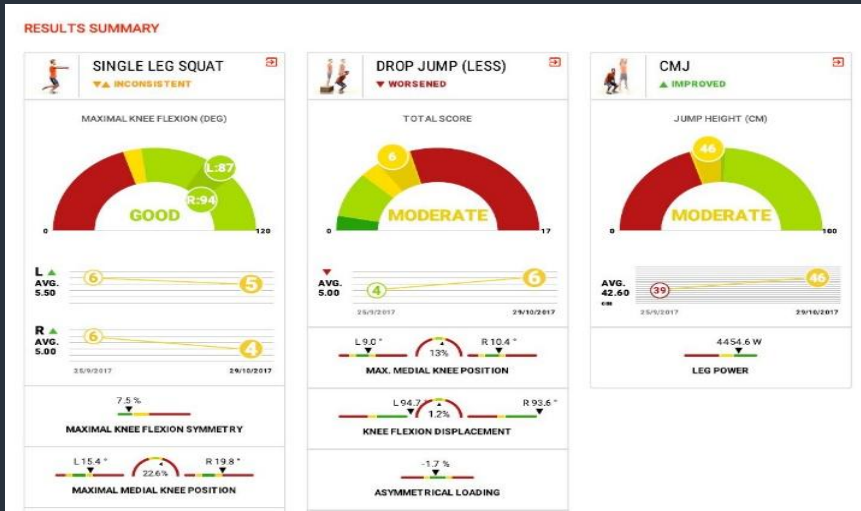 RESULTS SUMMARY
SINGLE LEG SQUAT
INCONSISTENT
MAXIMAL KNEE FLEXION (DEG)
L:87
R:94
GOOD
0
120
L
AVG.
5.50
6
5
R
AVG.
5.00
6
4
25/9/2017
29/10/2017
7.5 %
MAXIMAL KNEE FLEXION SYMMETRY
L 15.4 °
22.6%
R 19.8 °
MAXIMAL MEDIAL KNEE POSITION
DROP JUMP (LESS)
WORSENED
TOTAL SCORE
6
MODERATE
0
17
AVG.
5.00
4
6
25/9/2017
29/10/2017
L 9.0 °
13%
R 10.4 °
MAX. MEDIAL KNEE POSITION
L 94.7
1.2%
R 93.6 °
KNEE FLEXION DISPLACEMENT
-1.7 %
ASYMMETRICAL LOADING
CMJ
IMPROVED
JUMP HEIGHT (CM)
46
MODERATE
0
AVG.
42.60
cm
39
46
25/9/2017
29/10/2017
4454.6 W
LEG POWER